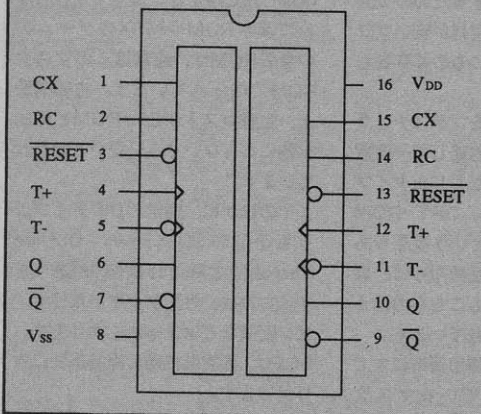 CX 1 16 VDD
RC 2 15 CX
RESET 3 14 RC
T+ 4 13 RESET
T- 5 12 T+
Q 6 11 T-
Q 7 10 Q
Vss 8 9 Q